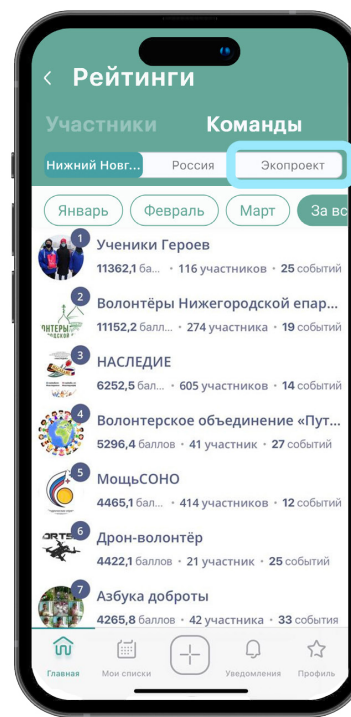 Рейтинги
Участники Команды
Нижний Новг... Россия Экопроект
Январь Февраль Март За вс
1 Ученики Героев
11362,1 ба... · 116 участников · 25 событий
2 Волонтёры Нижегородской епар...
11152,2 балл... · 274 участника · 19 событий
3 НАСЛЕДИЕ
6252,5 бал... · 605 участников · 14 событий
4 Волонтерское объединение «Пут...
5296,4 баллов · 41 участник · 27 событий
5 МощьСОНО
4465,1 бал... · 414 участников · 12 событий
6 Дрон-волонтёр
4422,1 баллов · 21 участник · 25 событий
7 Азбука доброты
4265,8 баллов · 42 участника · 33 события
Главная Мои списки Уведомления Профиль